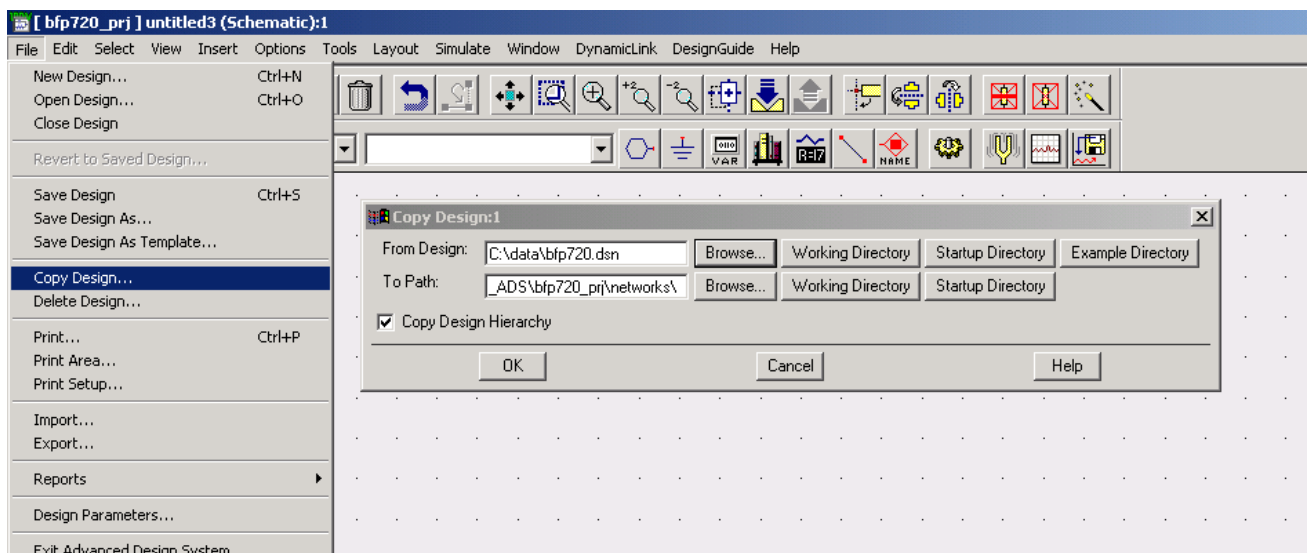 [ bfp720_prj ] untitled3 (Schematic):1
File Edit Select View Insert Options Tools Layout Simulate Window DynamicLink DesignGuide Help
New Design... Ctrl+N
Open Design... Ctrl+O
Close Design
Revert to Saved Design...
Save Design Ctrl+S
Save Design As...
Save Design As Template...
Copy Design...
Delete Design...
Print... Ctrl+P
Print Area...
Print Setup...
Import...
Export...
Reports
Design Parameters...
Exit Advanced Design System
VAR
NAME
Copy Design:1
From Design: C:\data\bfp720.dsn Browse... Working Directory Startup Directory Example Directory
To Path: _ADS\bfp720_prj\networks\ Browse... Working Directory Startup Directory
Copy Design Hierarchy
OK Cancel Help